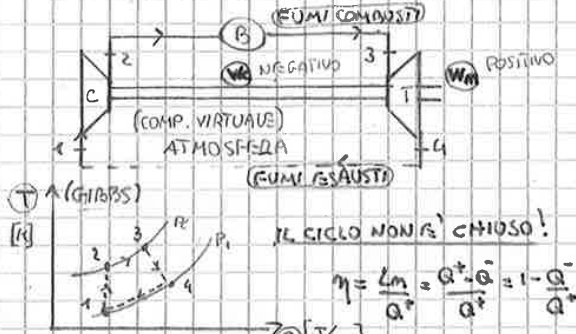 FUMI COMBUSTI
B
2
3
Wc NEGATIVO
Wm POSITIVO
C
T
(COMP. VIRTUALE)
1
ATMOSFERA
4
(FUMI ESAUSTI)
T (GIBBS)
[K]
P2
P1
2
3
1
4
IL CICLO NON E' CHIUSO!
η = Lm/Q⁺ = Q⁺-Q⁻/Q⁺ = 1 - Q⁻/Q⁺